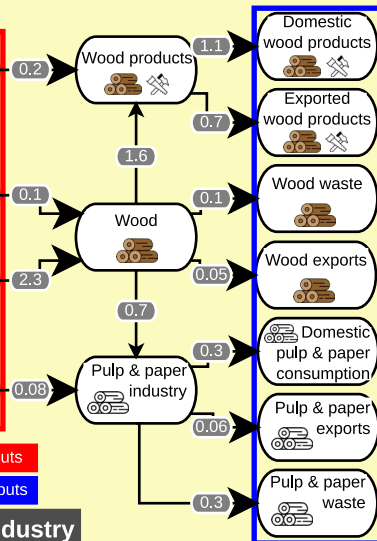 0.2
Wood products
1.1
Domestic
wood products
0.7
Exported
wood products
1.6
0.1
Wood
0.1
Wood waste
2.3
0.05
Wood exports
0.7
0.08
Pulp & paper
industry
0.3
Domestic
pulp & paper
consumption
0.06
Pulp & paper
exports
0.3
Pulp & paper
waste
uts
puts
dustry